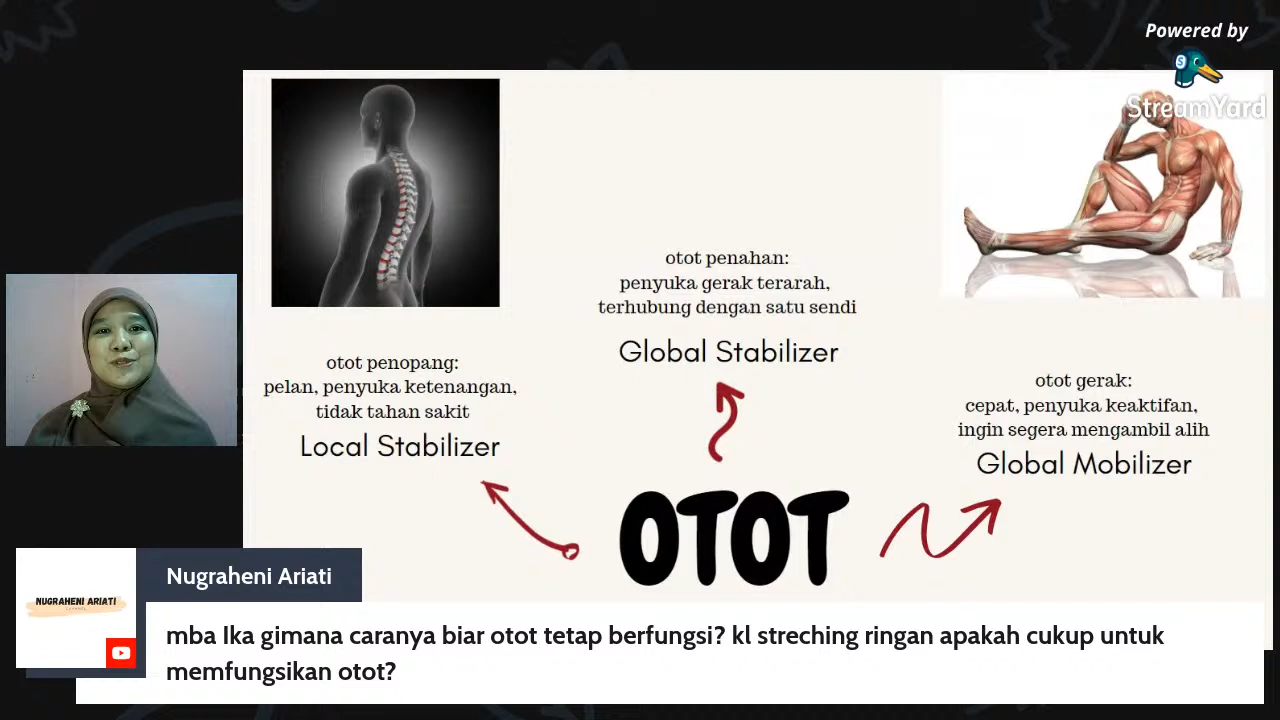 Powered by
StreamYard
otot penahan:
penyuka gerak terarah,
terhubung dengan satu sendi
Global Stabilizer
otot penopang:
pelan, penyuka ketenangan,
tidak tahan sakit
Local Stabilizer
otot gerak:
cepat, penyuka keaktifan,
ingin segera mengambil alih
Global Mobilizer
OTOT
NUGRAHENI ARIATI
Nugraheni Ariati
mba Ika gimana caranya biar otot tetap berfungsi? kl streching ringan apakah cukup untuk
memfungsikan otot?